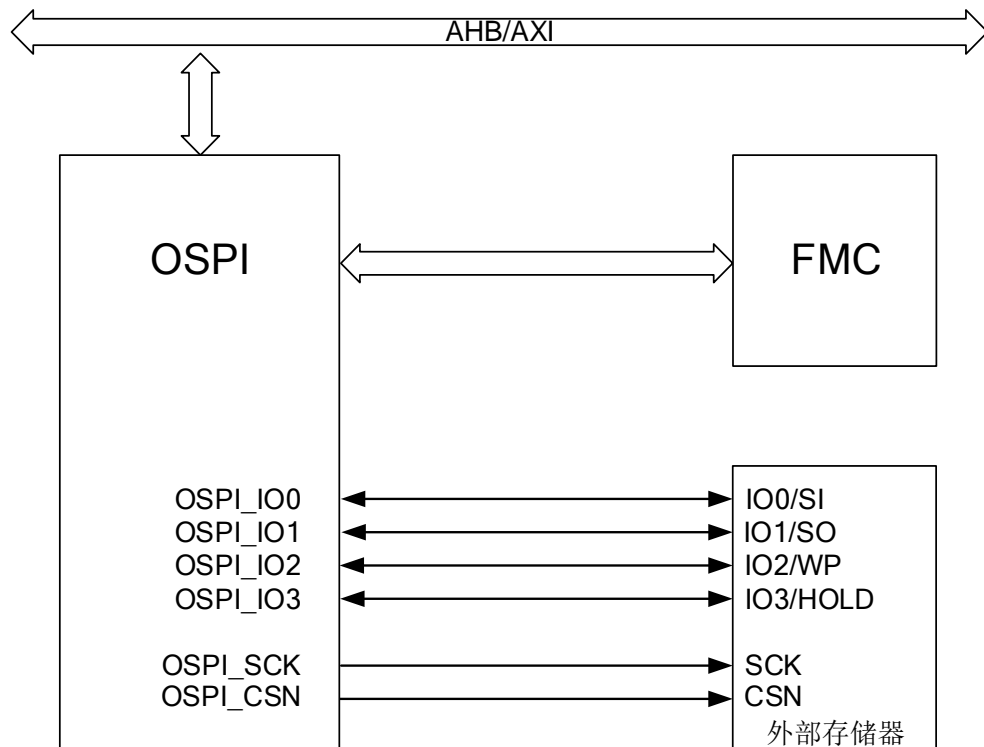 AHB/AXI
OSPI
FMC
OSPI_IO0
IO0/SI
OSPI_IO1
IO1/SO
OSPI_IO2
IO2/WP
OSPI_IO3
IO3/HOLD
OSPI_SCK
SCK
OSPI_CSN
CSN
外部存储器